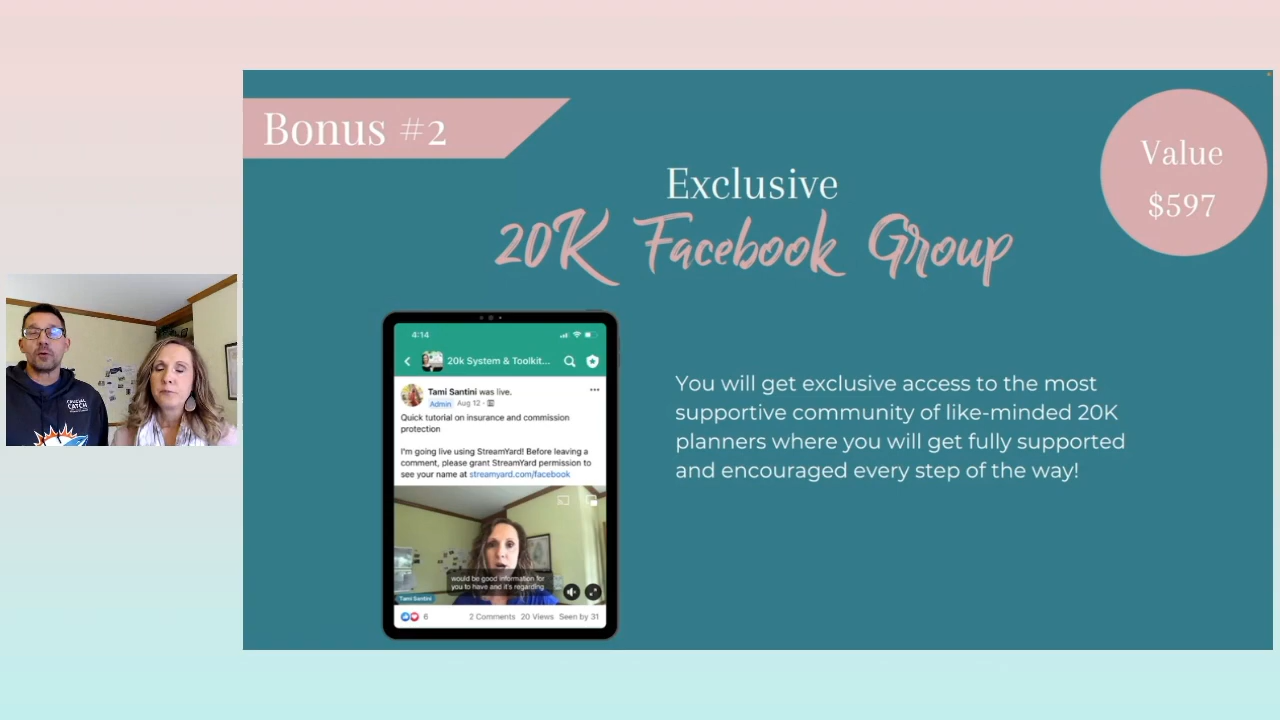 Bonus #2
Value
$597
Exclusive
20K Facebook Group
4:14
20k System & Toolkit...
Tami Santini was live.
Admin Aug 12 ·
Quick tutorial on insurance and commission
protection
I'm going live using StreamYard! Before leaving a
comment, please grant StreamYard permission to
see your name at streamyard.com/facebook
would be good information for
you to have and it's regarding
Tami Santini
6 2 Comments 20 Views Seen by 31
You will get exclusive access to the most
supportive community of like-minded 20K
planners where you will get fully supported
and encouraged every step of the way!
CRUCIAL
CATCH